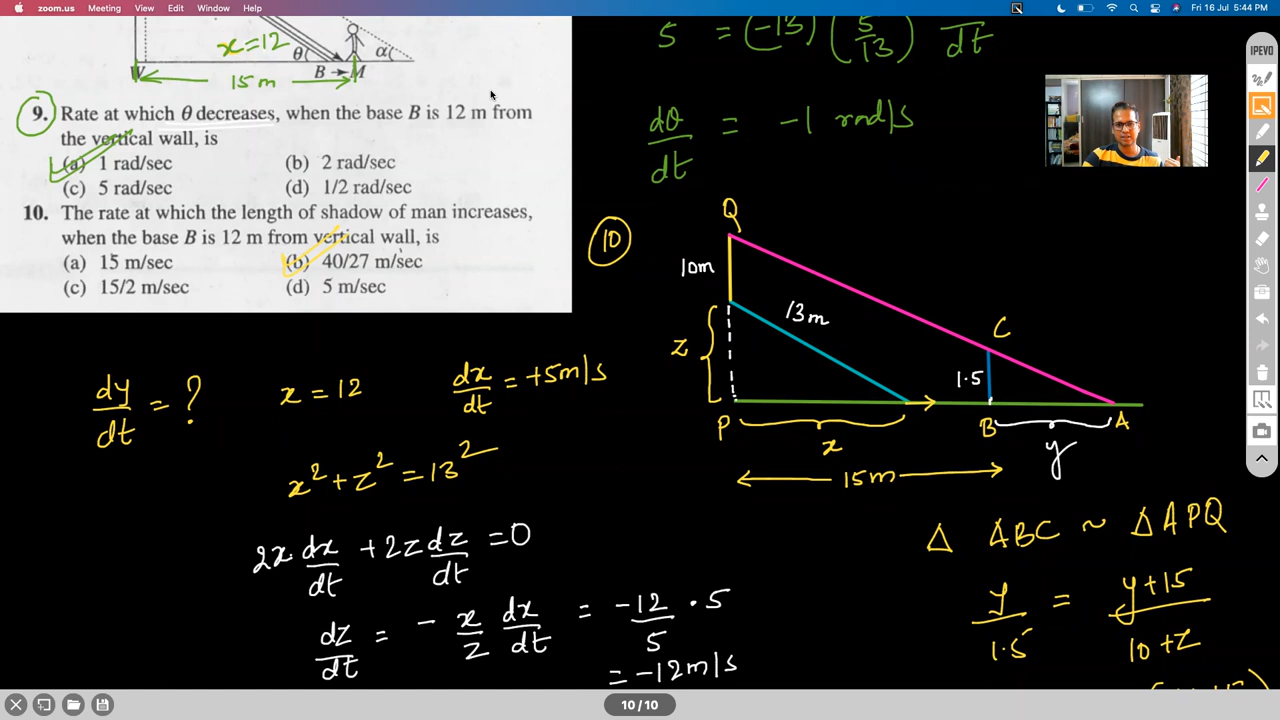 zoom.us Meeting View Edit Window Help
Fri 16 Jul 5:44 PM
IPEVO
x=12
θ
α
W
B→M
15 m
9. Rate at which θ decreases, when the base B is 12 m from
the vertical wall, is
(a) 1 rad/sec (b) 2 rad/sec
(c) 5 rad/sec (d) 1/2 rad/sec
10. The rate at which the length of shadow of man increases,
when the base B is 12 m from vertical wall, is
(a) 15 m/sec (b) 40/27 m/sec
(c) 15/2 m/sec (d) 5 m/sec
5 = (-13) (5/13) dt
dθ/dt = -1 rad/s
10
Q
10m
13m
C
z
1.5
P
B
A
x
y
15m
dy/dt = ? x = 12 dx/dt = +5m/s
x² + z² = 13²
2x·dx/dt + 2z dz/dt = 0
dz/dt = - x/z dx/dt = -12/5 · 5
= -12m/s
Δ ABC ~ Δ APQ
y/1.5 = y+15/10+z
10 / 10